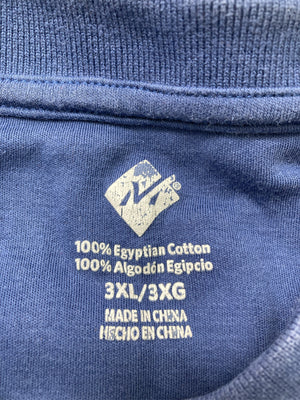 100% Egyptian Cotton
100% Algodón Egipcio
3XL/3XG
MADE IN CHINA
HECHO EN CHINA